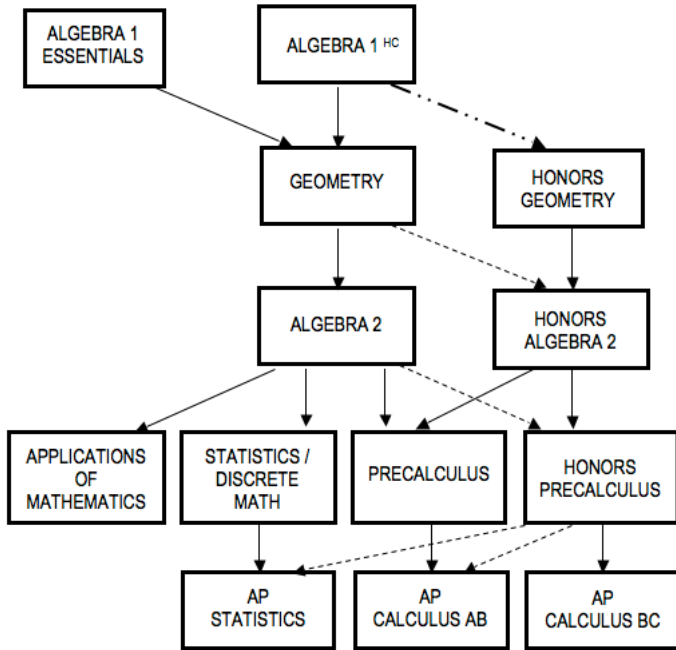 ALGEBRA 1
ESSENTIALS
ALGEBRA 1 HC
GEOMETRY
HONORS
GEOMETRY
ALGEBRA 2
HONORS
ALGEBRA 2
APPLICATIONS
OF
MATHEMATICS
STATISTICS /
DISCRETE
MATH
PRECALCULUS
HONORS
PRECALCULUS
AP
STATISTICS
AP
CALCULUS AB
AP
CALCULUS BC